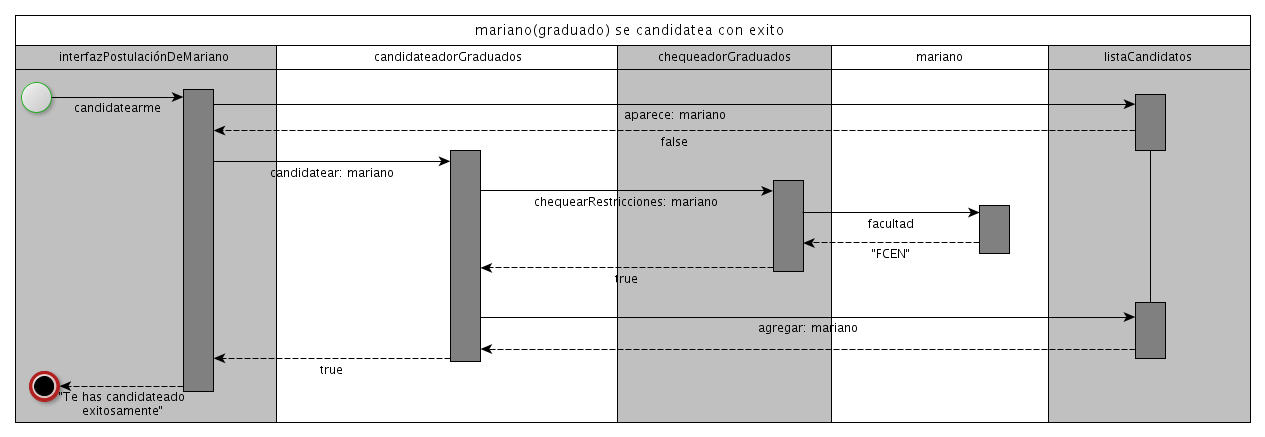 mariano(graduado) se candidatea con exito
interfazPostulaciónDeMariano
candidateadorGraduados
chequeadorGraduados
mariano
listaCandidatos
candidatearme
aparece: mariano
false
candidatear: mariano
chequearRestricciones: mariano
facultad
"FCEN"
true
agregar: mariano
true
"Te has candidateado
exitosamente"